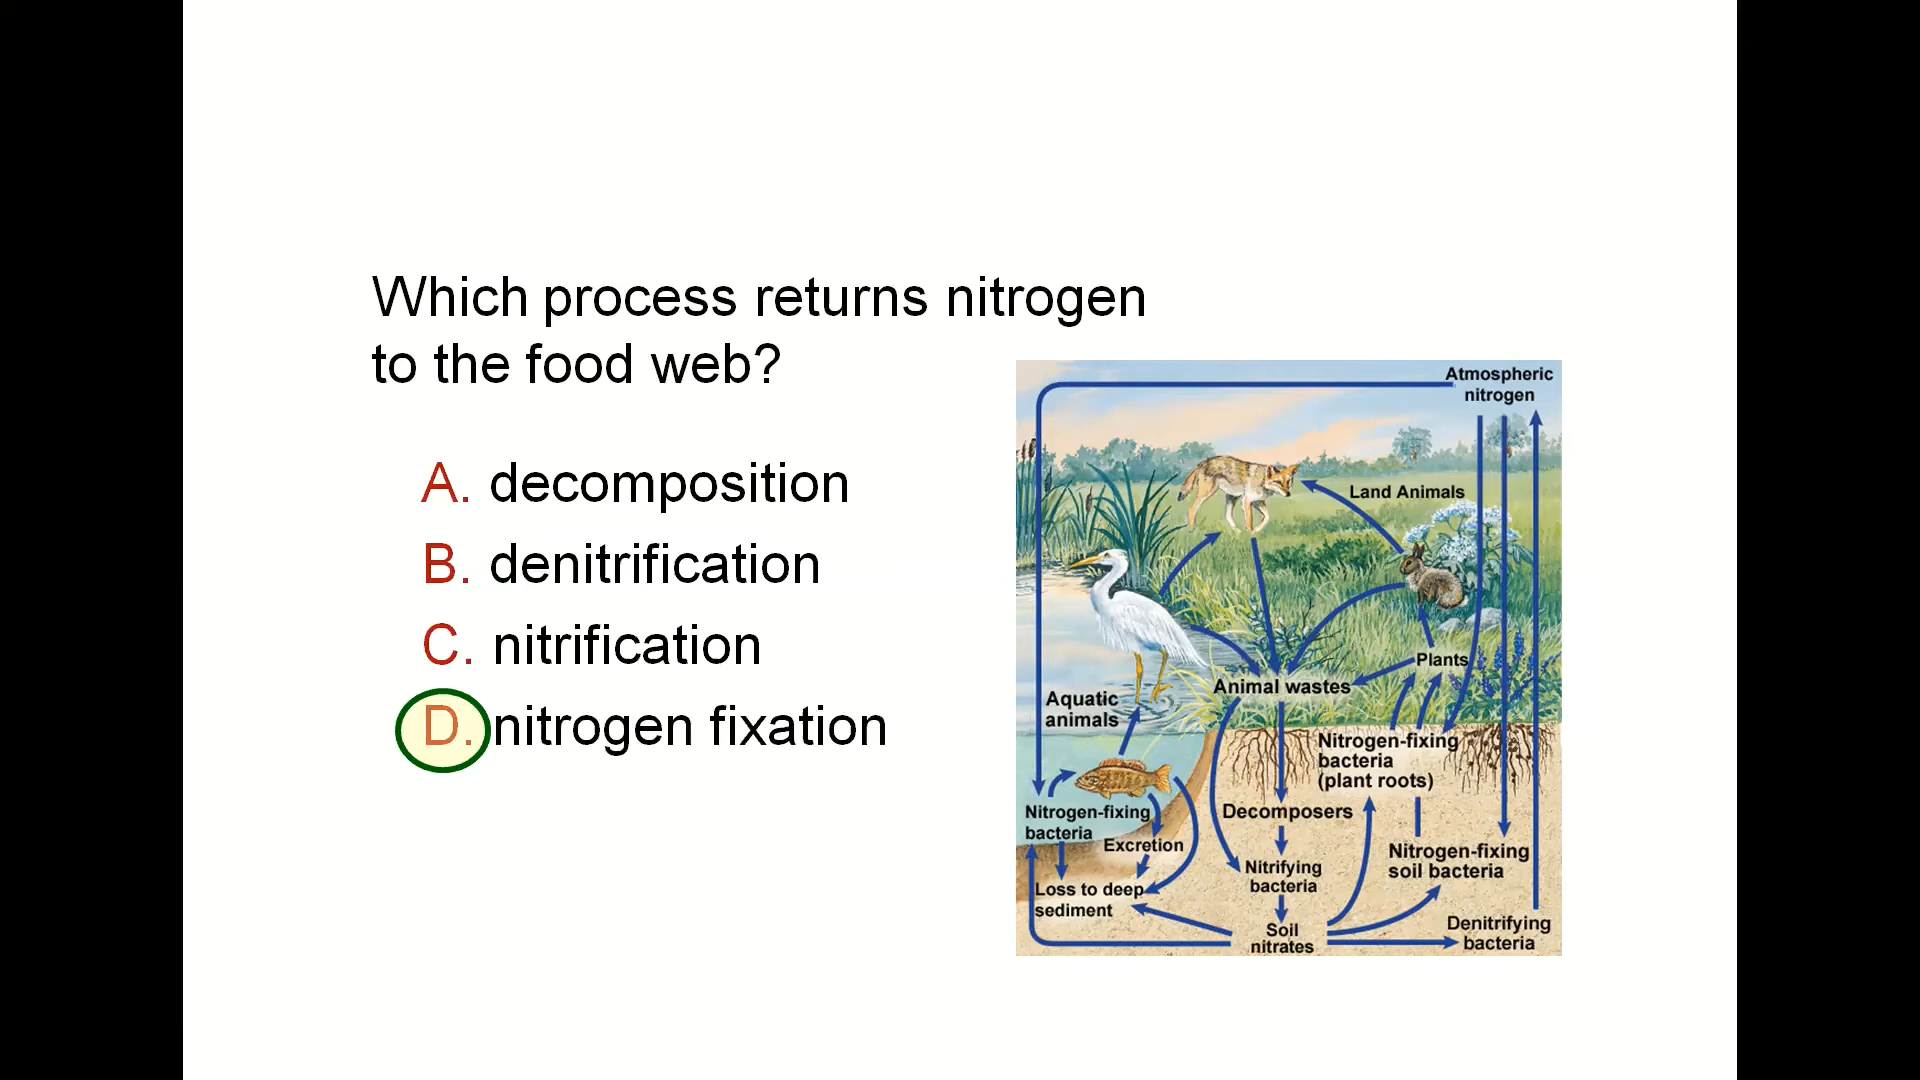 Which process returns nitrogen
to the food web?
A. decomposition
B. denitrification
C. nitrification
D. nitrogen fixation
Atmospheric
nitrogen
Land Animals
Plants
Animal wastes
Aquatic
animals
Nitrogen-fixing
bacteria
(plant roots)
Nitrogen-fixing
bacteria
Excretion
Decomposers
Nitrogen-fixing
soil bacteria
Nitrifying
bacteria
Loss to deep
sediment
Soil
nitrates
Denitrifying
bacteria